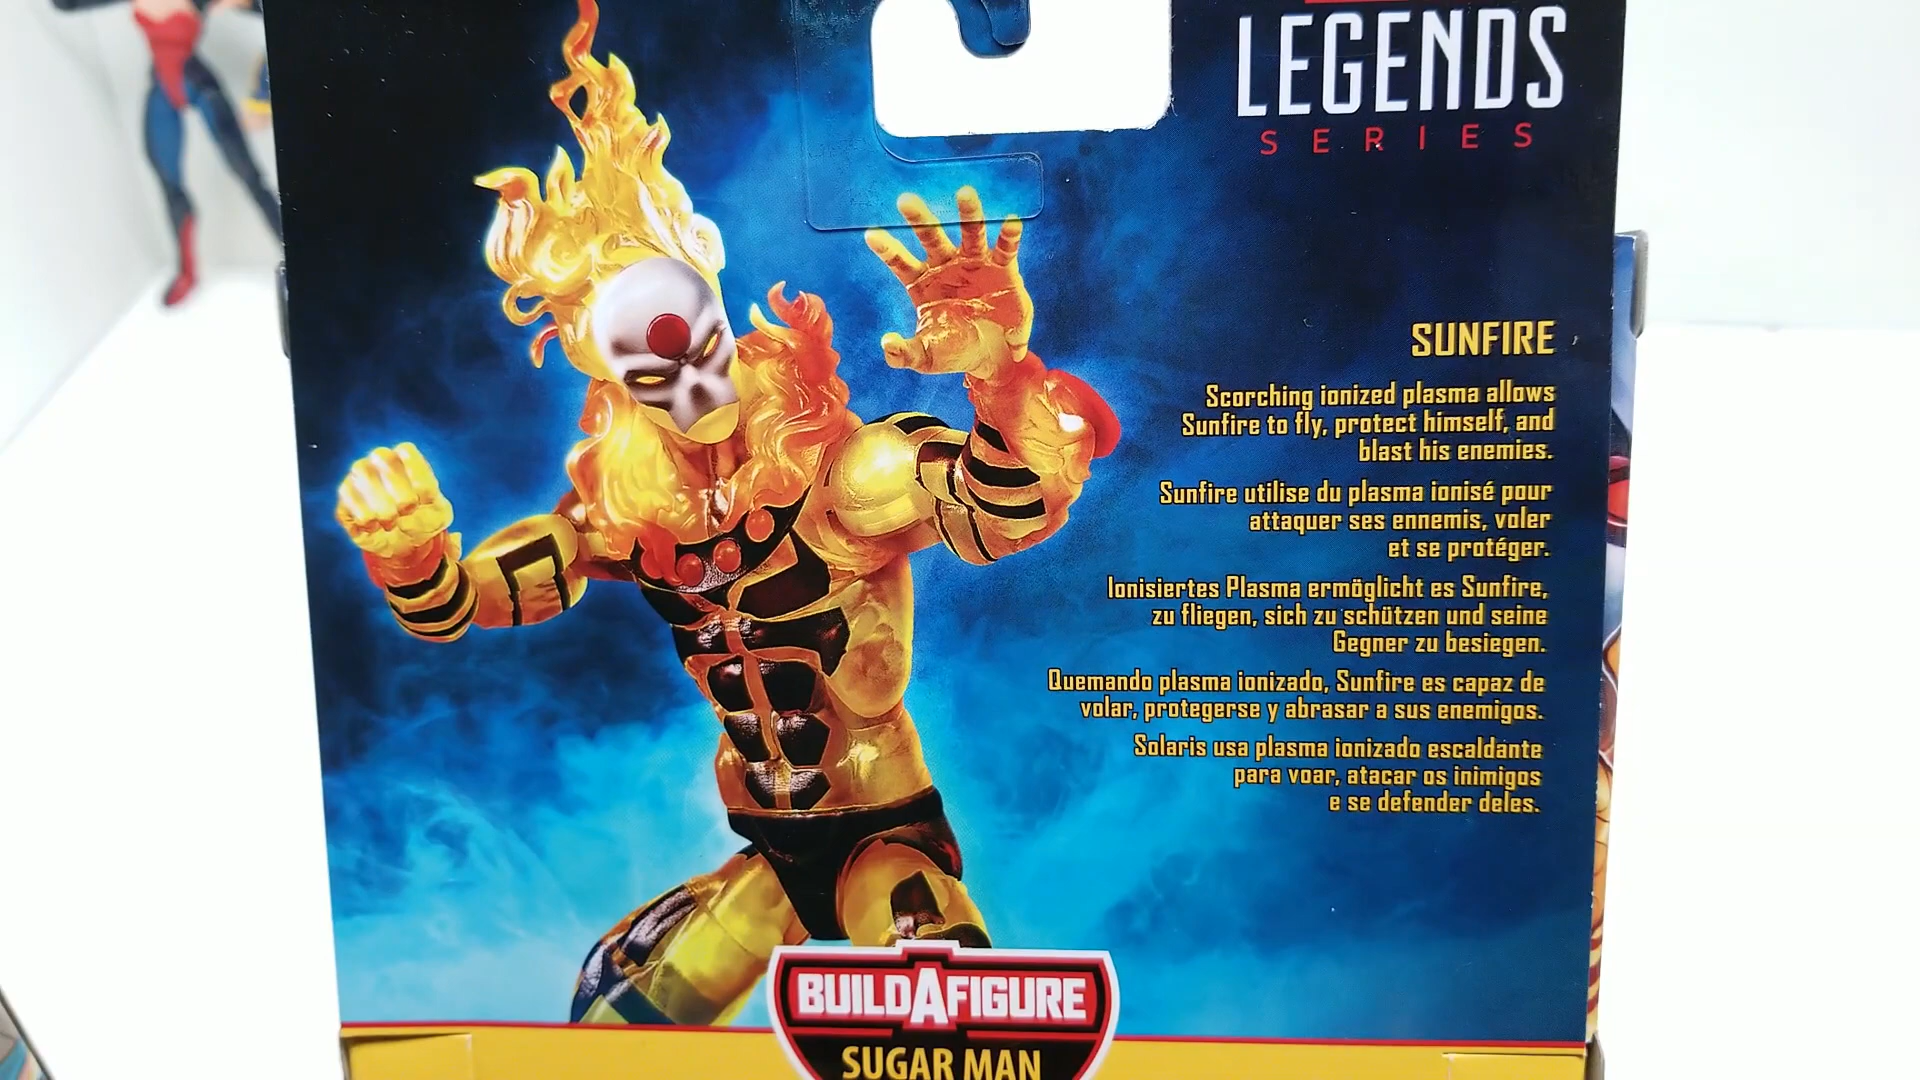 LEGENDS
SERIES
SUNFIRE
Scorching ionized plasma allows
Sunfire to fly, protect himself, and
blast his enemies.
Sunfire utilise du plasma ionisé pour
attaquer ses ennemis, voler
et se protéger.
Ionisiertes Plasma ermöglicht es Sunfire,
zu fliegen, sich zu schützen und seine
Gegner zu besiegen.
Quemando plasma ionizado, Sunfire es capaz de
volar, protegerse y abrasar a sus enemigos.
Solaris usa plasma ionizado escaldante
para voar, atacar os inimigos
e se defender deles.
BUILDAFIGURE
SUGAR MAN